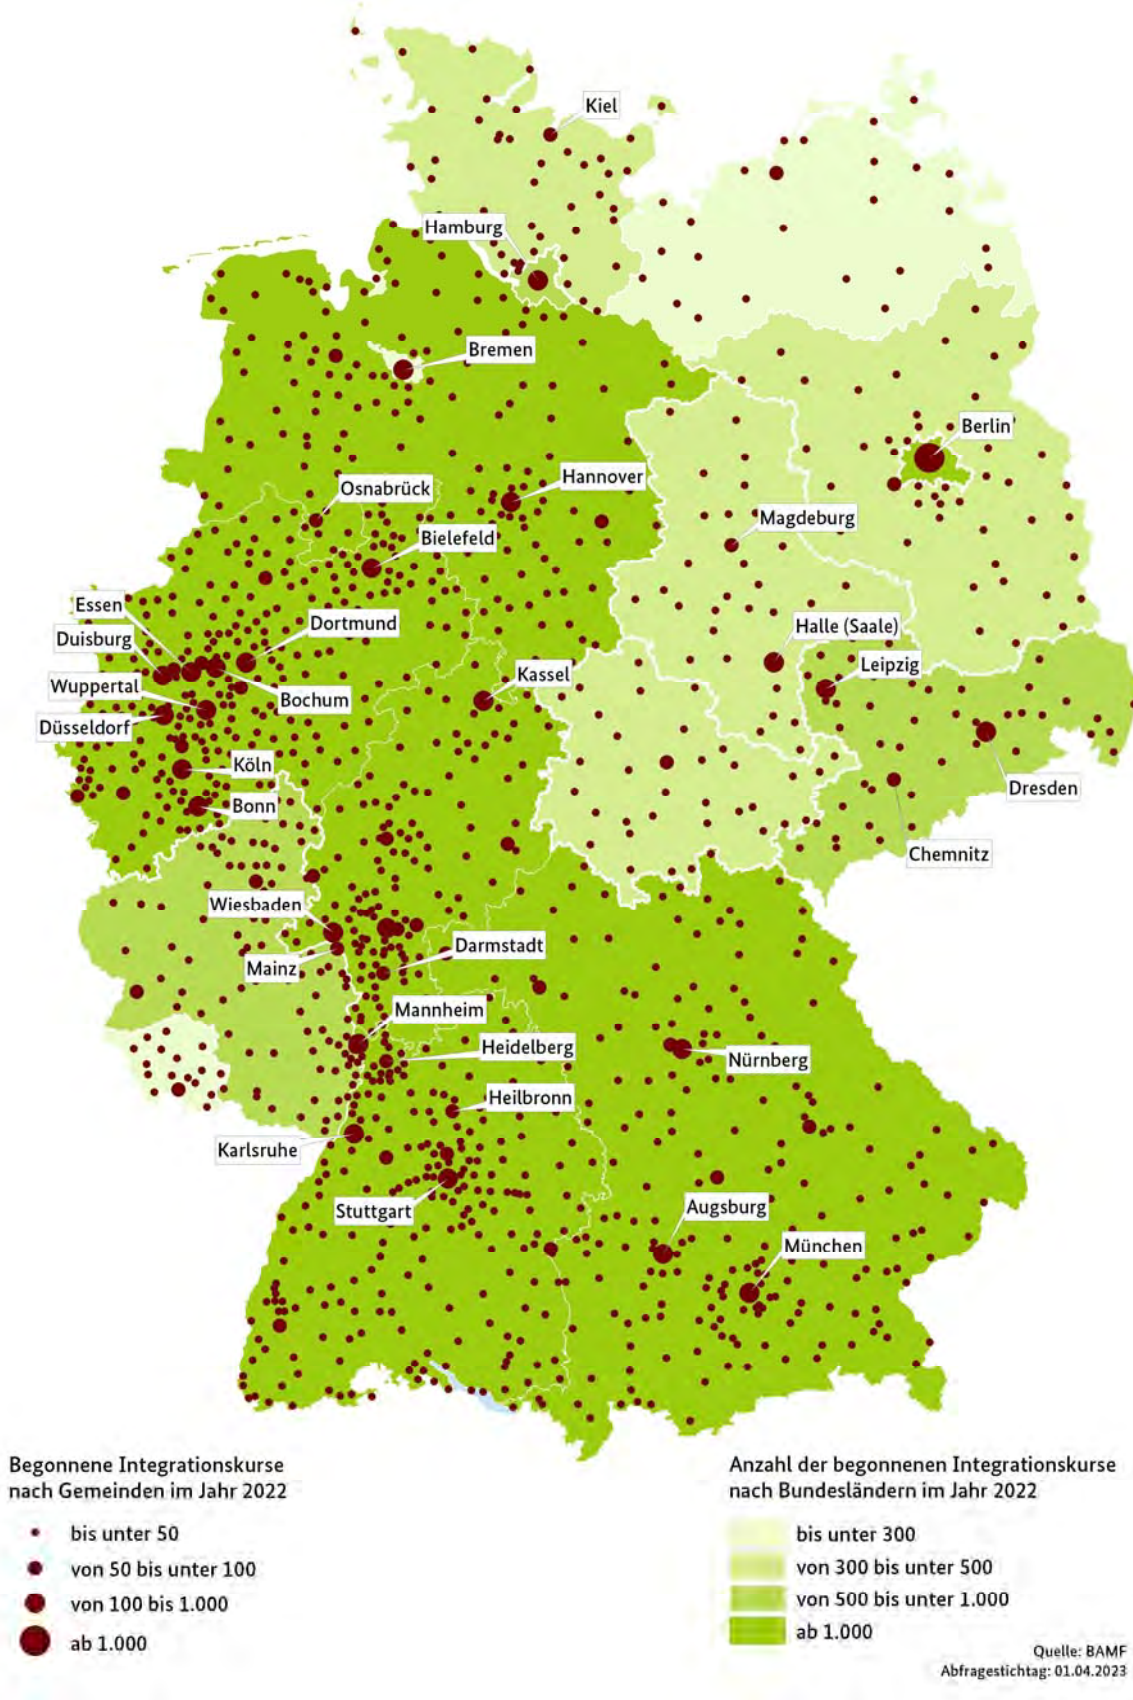 Kiel
Hamburg
Bremen
Berlin
Hannover
Osnabrück
Magdeburg
Bielefeld
Essen
Dortmund
Halle (Saale)
Duisburg
Leipzig
Kassel
Wuppertal
Bochum
Düsseldorf
Köln
Dresden
Bonn
Chemnitz
Wiesbaden
Darmstadt
Mainz
Mannheim
Heidelberg
Nürnberg
Heilbronn
Karlsruhe
Stuttgart
Augsburg
München
Begonnene Integrationskurse
nach Gemeinden im Jahr 2022
bis unter 50
von 50 bis unter 100
von 100 bis 1.000
ab 1.000
Anzahl der begonnenen Integrationskurse
nach Bundesländern im Jahr 2022
bis unter 300
von 300 bis unter 500
von 500 bis unter 1.000
ab 1.000
Quelle: BAMF
Abfragestichtag: 01.04.2023